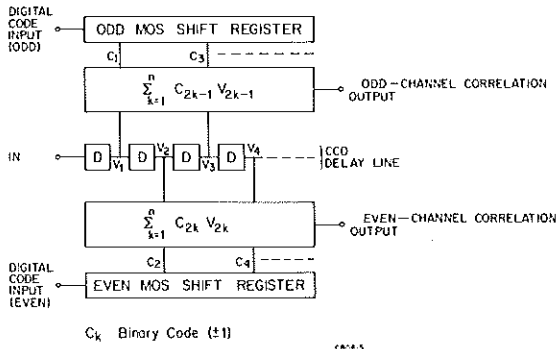 DIGITAL
CODE
INPUT
(ODD)
ODD MOS SHIFT REGISTER
C1 C3
∑ k=1 n C2k-1 V2k-1
ODD-CHANNEL CORRELATION
OUTPUT
IN
D V1 D V2 D V3 D V4
CCD
DELAY LINE
∑ k=1 n C2k V2k
EVEN-CHANNEL CORRELATION
OUTPUT
C2 C4
DIGITAL
CODE
INPUT
(EVEN)
EVEN MOS SHIFT REGISTER
Ck Binary Code (±1)